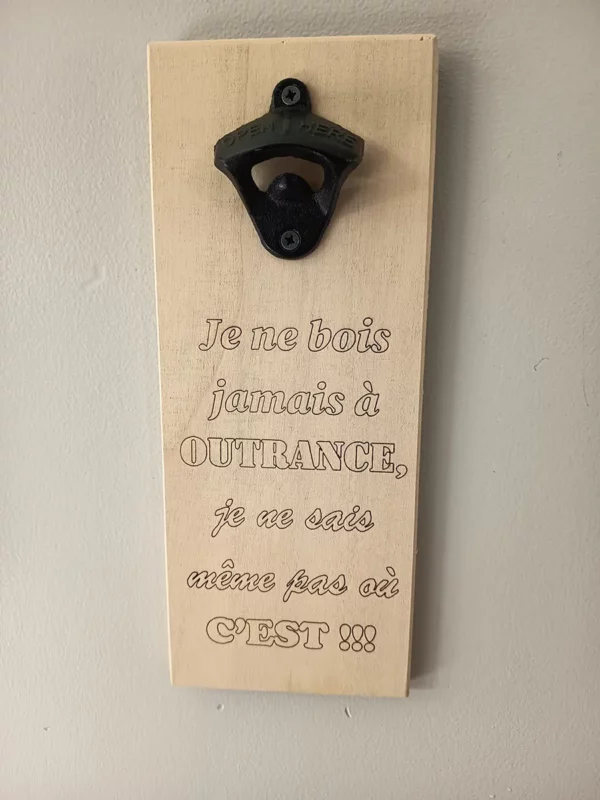 OPEN HERE
Je ne bois
jamais à
OUTRANCE,
je ne sais
même pas où
C'EST !!!